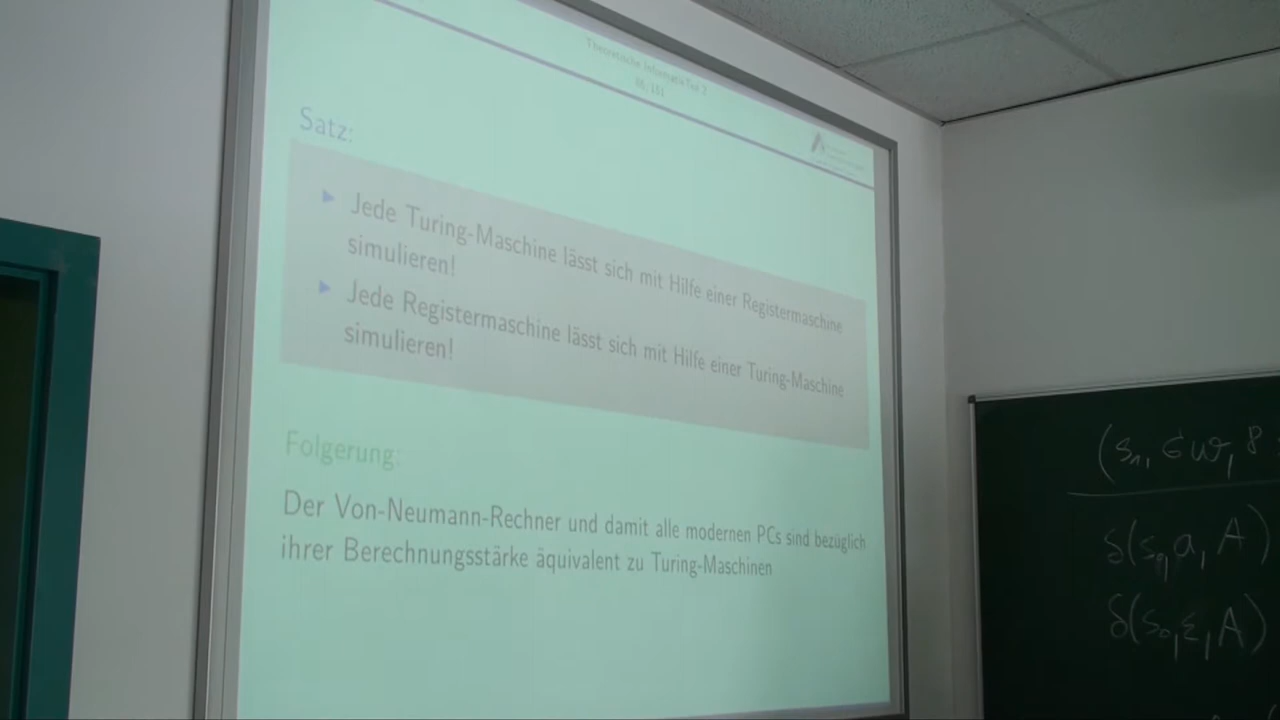 Theoretische Informatik Teil 2
Satz:
Jede Turing-Maschine lässt sich mit Hilfe einer Registermaschine
simulieren!
Jede Registermaschine lässt sich mit Hilfe einer Turing-Maschine
simulieren!
Folgerung:
Der Von-Neumann-Rechner und damit alle modernen PCs sind bezüglich
ihrer Berechnungsstärke äquivalent zu Turing-Maschinen
δ(s, a, A)
δ(s₀, ε, A)